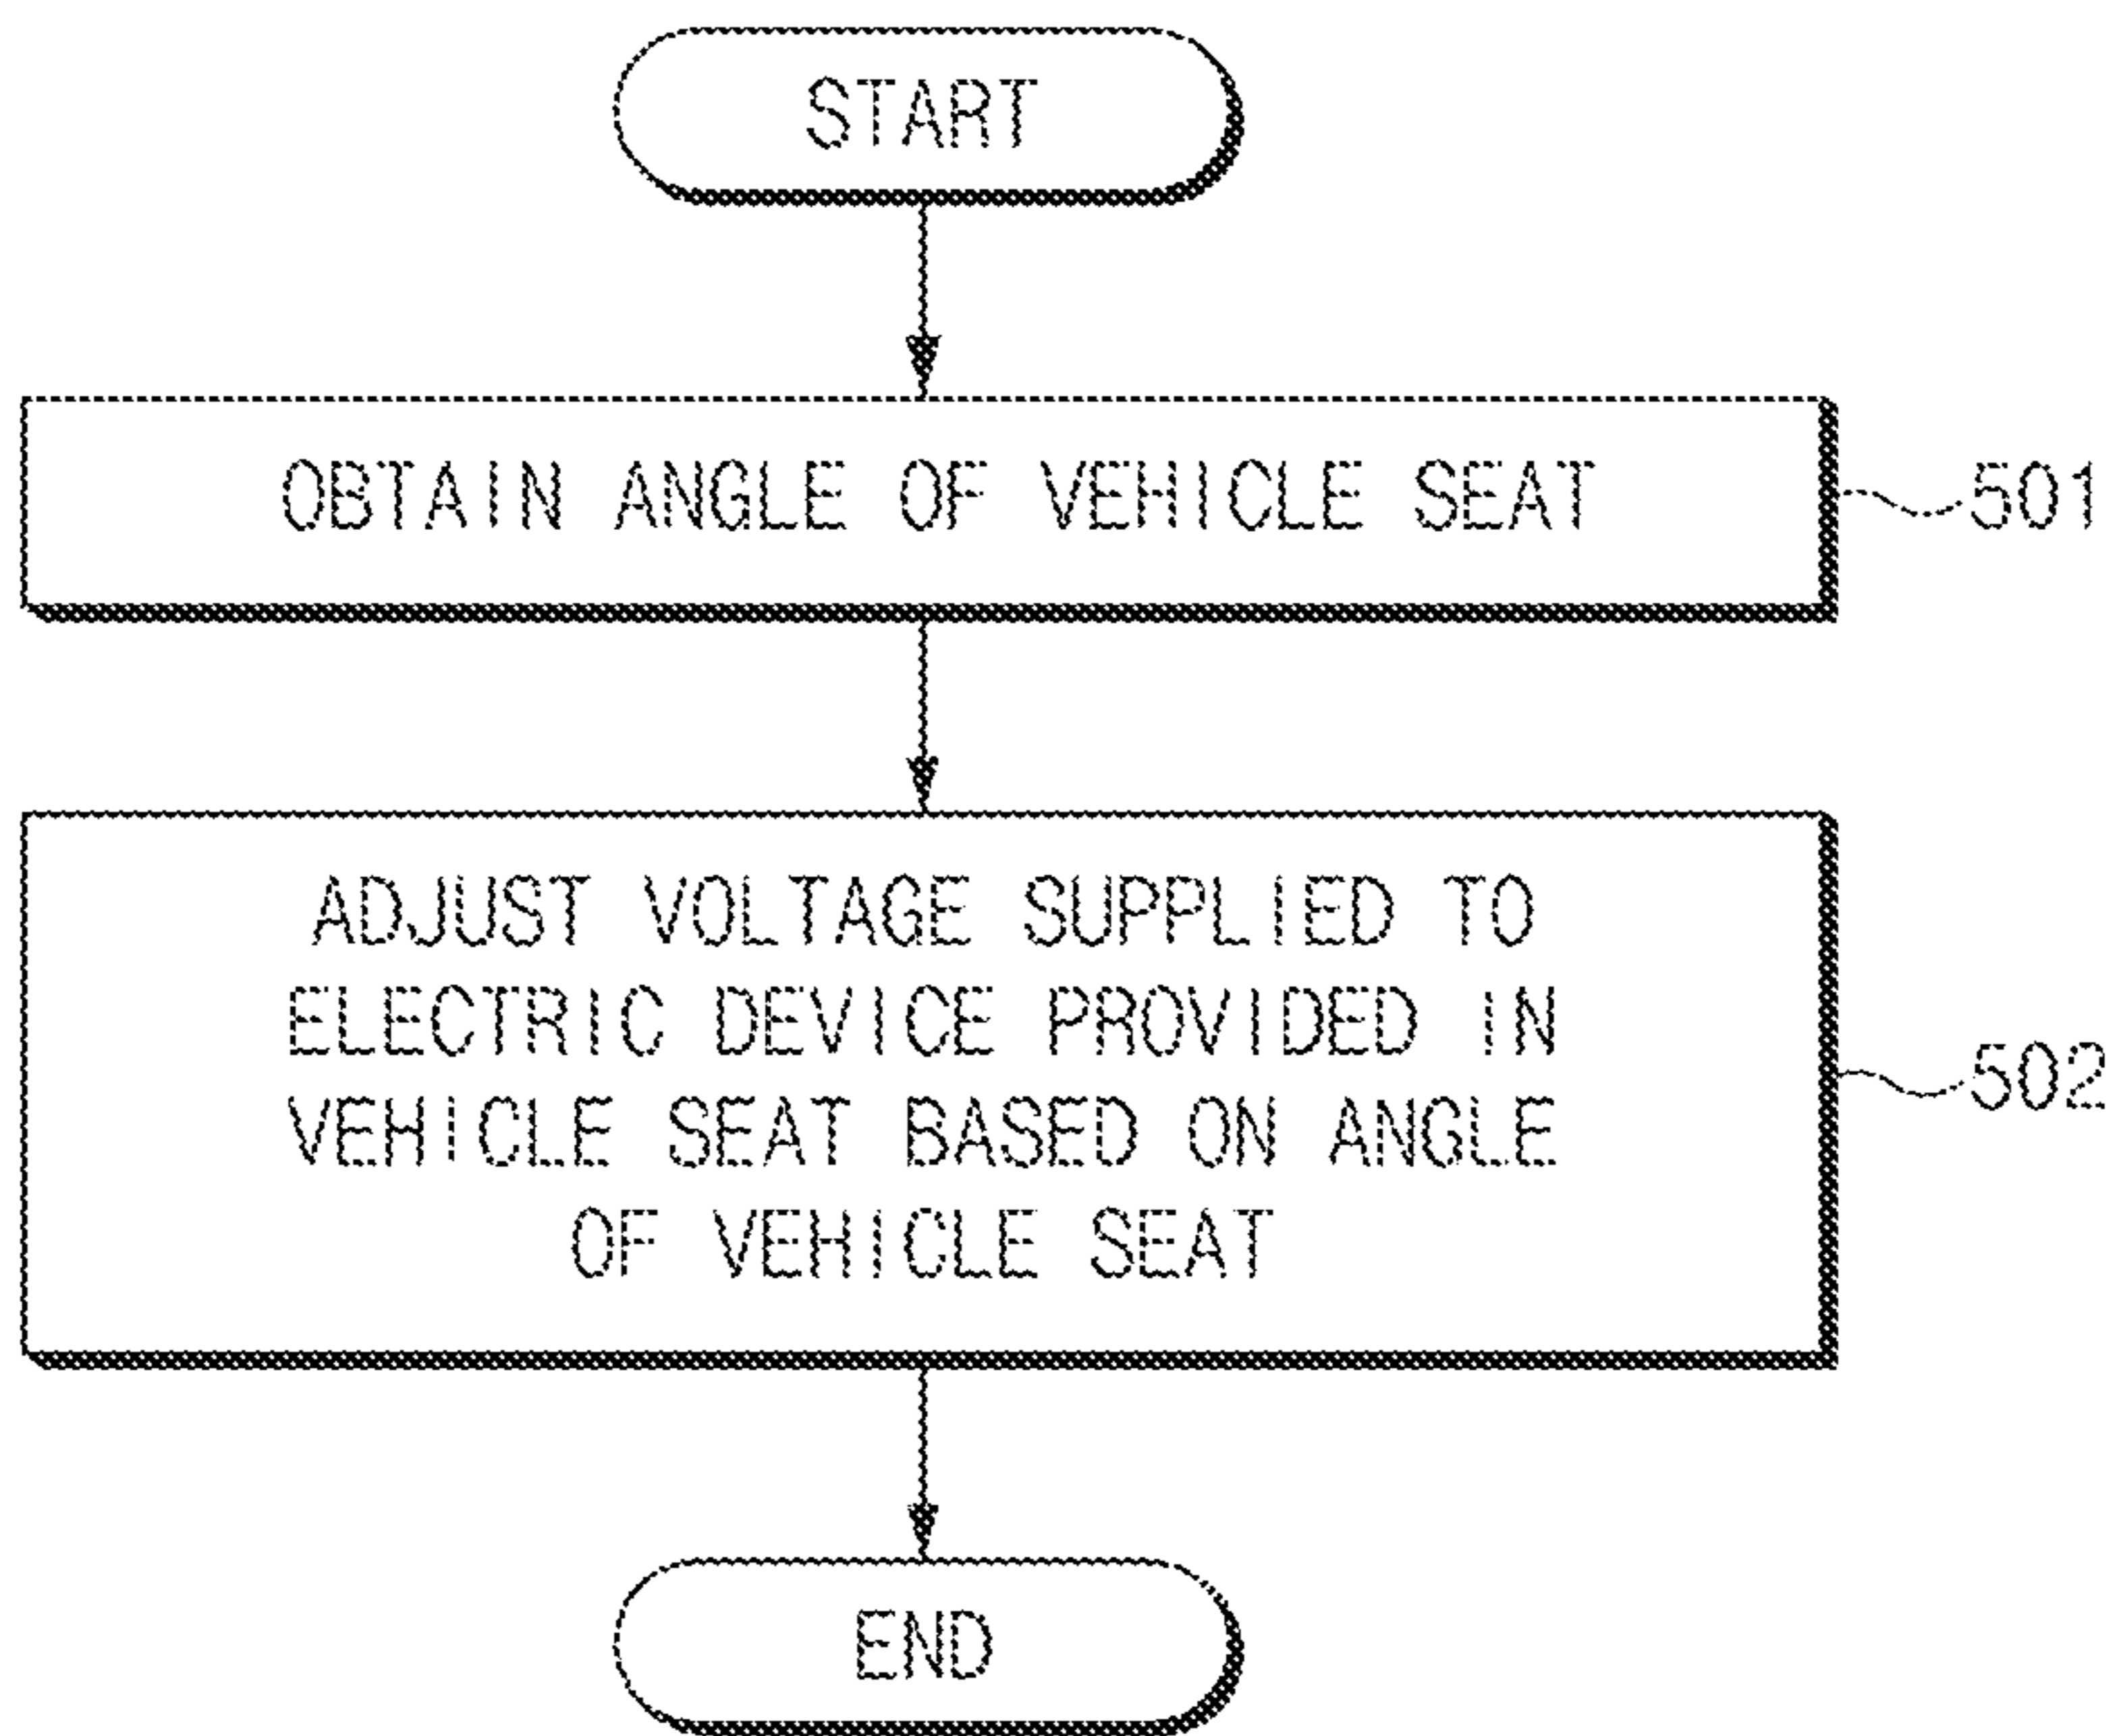 START
OBTAIN ANGLE OF VEHICLE SEAT
501
ADJUST VOLTAGE SUPPLIED TO
ELECTRIC DEVICE PROVIDED IN
VEHICLE SEAT BASED ON ANGLE
OF VEHICLE SEAT
502
END